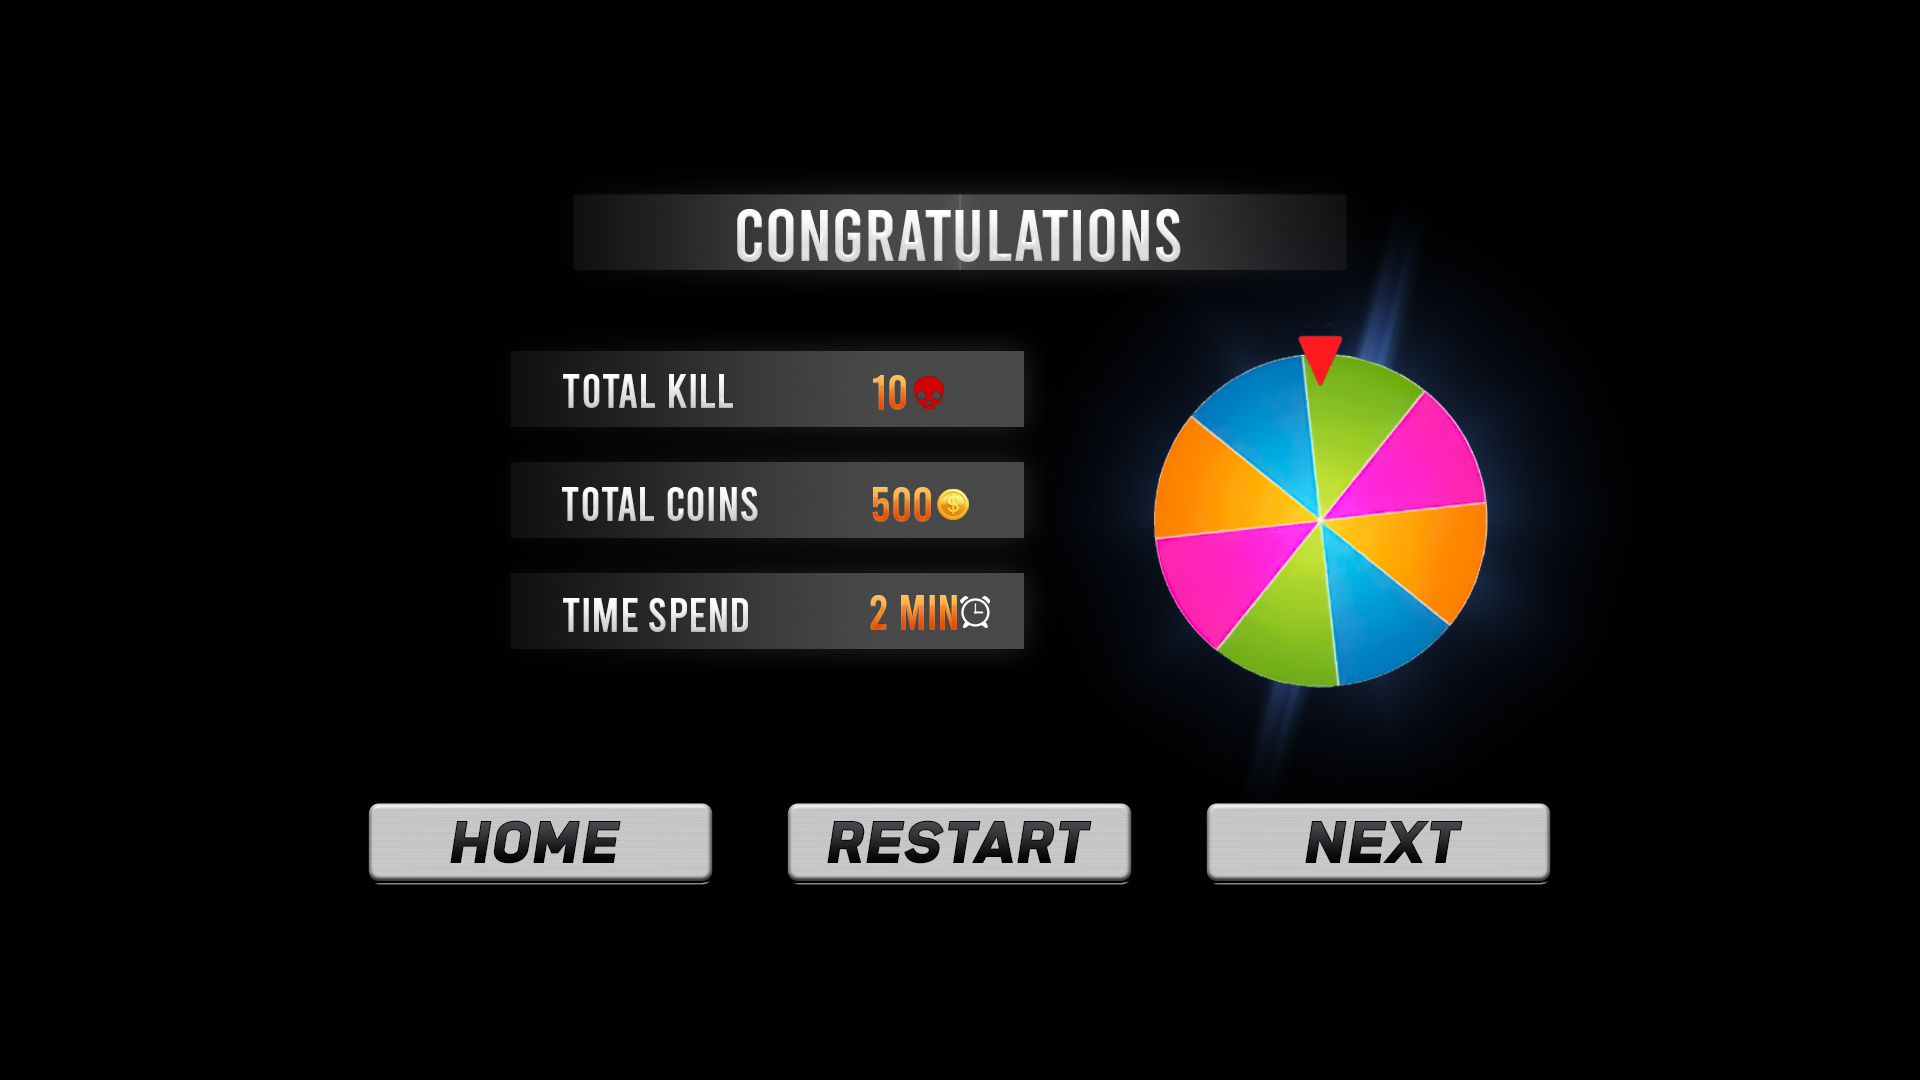 CONGRATULATIONS
TOTAL KILL 10
TOTAL COINS 500
TIME SPEND 2 MIN
HOME RESTART NEXT